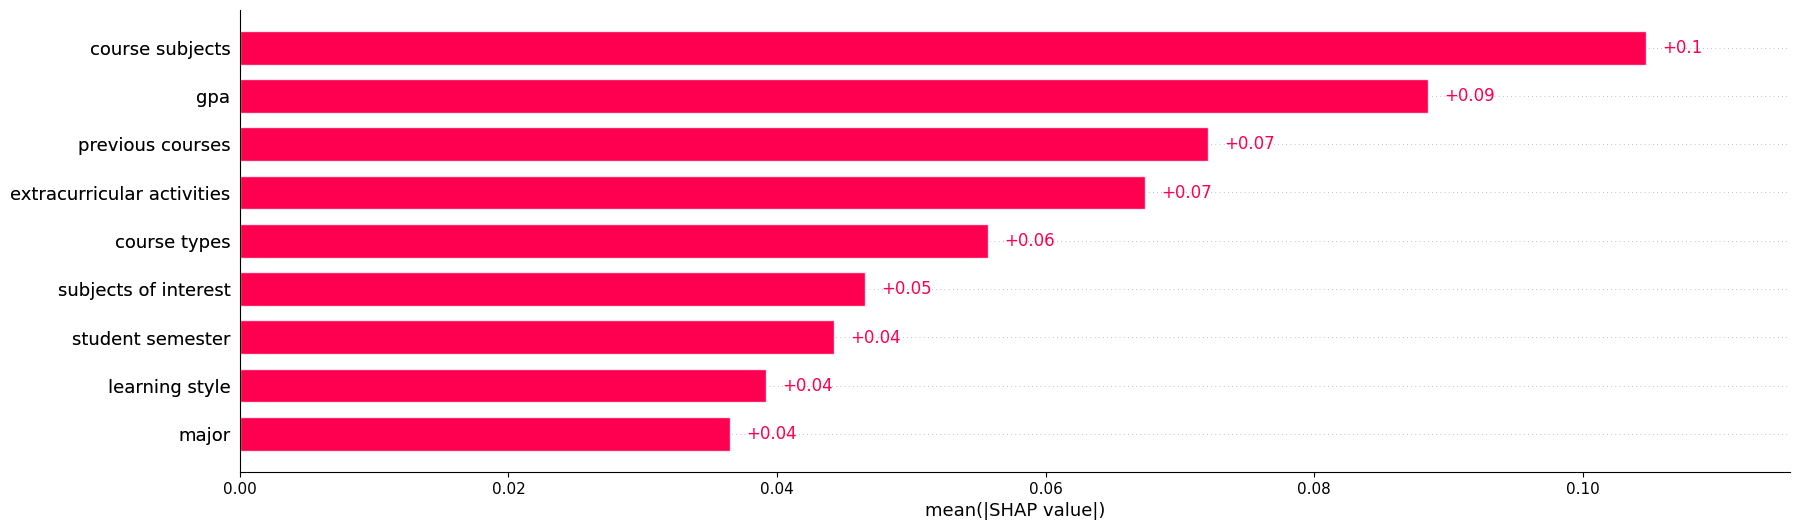 course subjects +0.1
gpa +0.09
previous courses +0.07
extracurricular activities +0.07
course types +0.06
subjects of interest +0.05
student semester +0.04
learning style +0.04
major +0.04
0.00 0.02 0.04 0.06 0.08 0.10
mean(|SHAP value|)